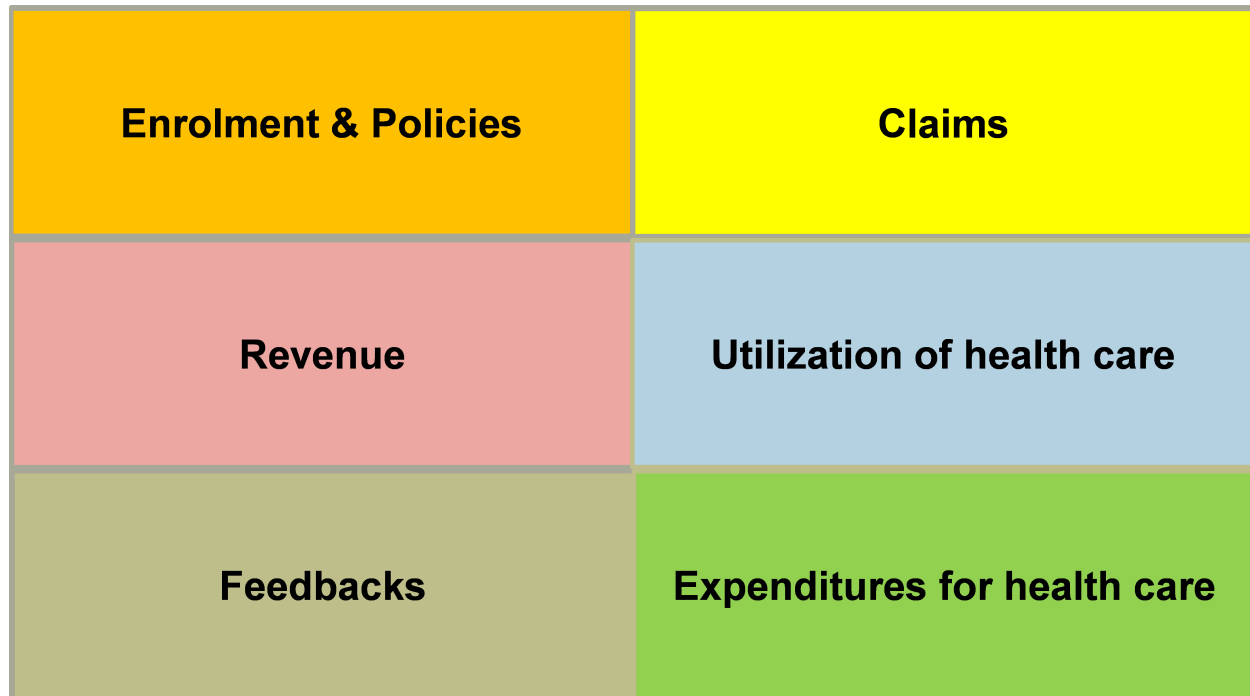 Enrolment & Policies
Claims
Revenue
Utilization of health care
Feedbacks
Expenditures for health care